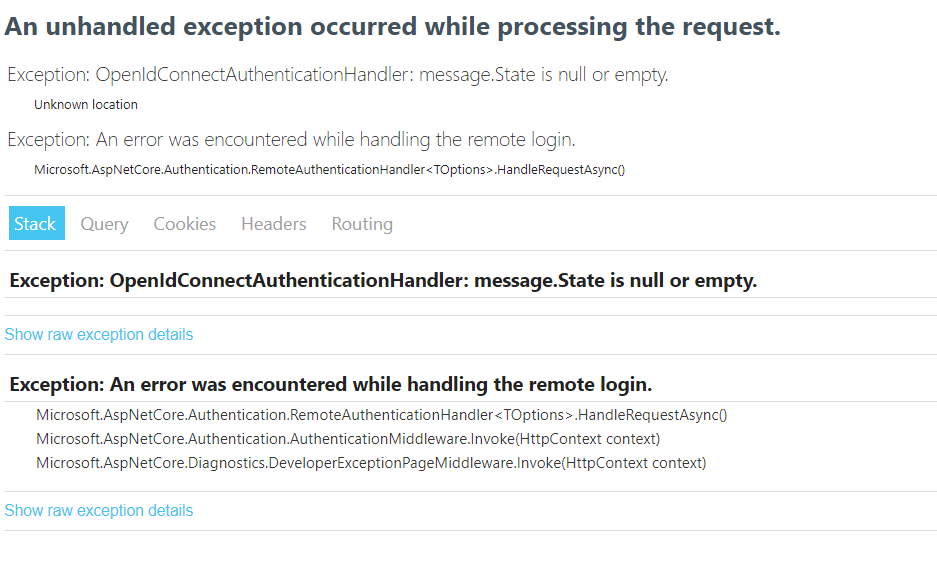 An unhandled exception occurred while processing the request.
Exception: OpenIdConnectAuthenticationHandler: message.State is null or empty.
Unknown location
Exception: An error was encountered while handling the remote login.
Microsoft.AspNetCore.Authentication.RemoteAuthenticationHandler<TOptions>.HandleRequestAsync()
Stack Query Cookies Headers Routing
Exception: OpenIdConnectAuthenticationHandler: message.State is null or empty.
Show raw exception details
Exception: An error was encountered while handling the remote login.
Microsoft.AspNetCore.Authentication.RemoteAuthenticationHandler<TOptions>.HandleRequestAsync()
Microsoft.AspNetCore.Authentication.AuthenticationMiddleware.Invoke(HttpContext context)
Microsoft.AspNetCore.Diagnostics.DeveloperExceptionPageMiddleware.Invoke(HttpContext context)
Show raw exception details